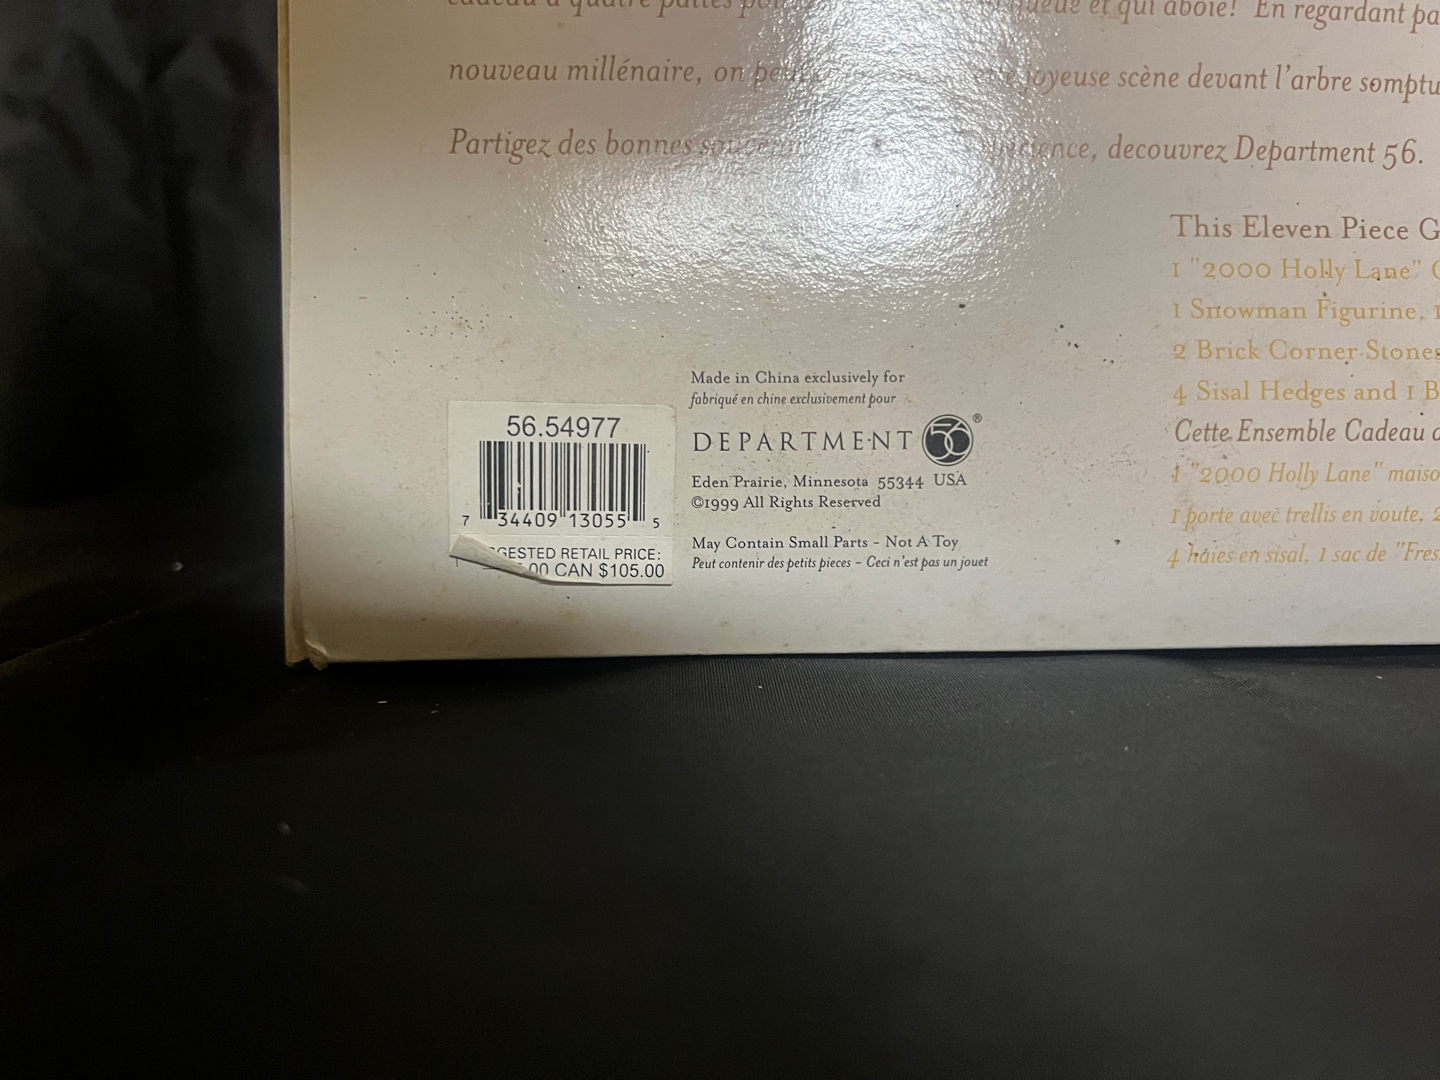 cadeau à quatre pattes et qui aboie! En regardant
nouveau millénaire, on joyeuse scène devant l'arbre
Partigez des bonnes decouvrez Department 56.
This Eleven Piece
1 "2000 Holly Lane"
1 Snowman Figurine,
2 Brick Corner Stones
4 Sisal Hedges and 1
Cette Ensemble Cadeau
1 "2000 Holly Lane"
1 porte avec trellis en voute,
4 haies en sisal, 1 sac de
Made in China exclusively for
fabriqué en chine exclusivement pour
DEPARTMENT 56®
Eden Prairie, Minnesota 55344 USA
©1999 All Rights Reserved
May Contain Small Parts - Not A Toy
Peut contenir des petits pieces - Ceci n'est pas un jouet
56.54977
7 34409 13055 5
RETAIL PRICE:
CAN $105.00